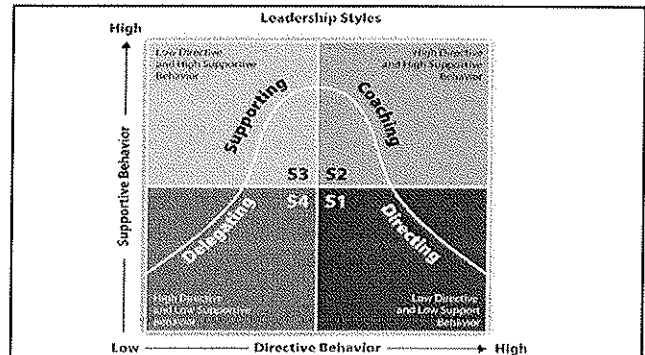 Leadership Styles
High
Low Directive
and High Supportive
Behavior
High Directive
and High Supportive
Behavior
Supporting
Coaching
Supportive Behavior
S3 S2
S4 S1
Delegating
Directing
High Directive
and Low Supportive
Behavior
Low Directive
and Low Support
Behavior
Low
Directive Behavior
High